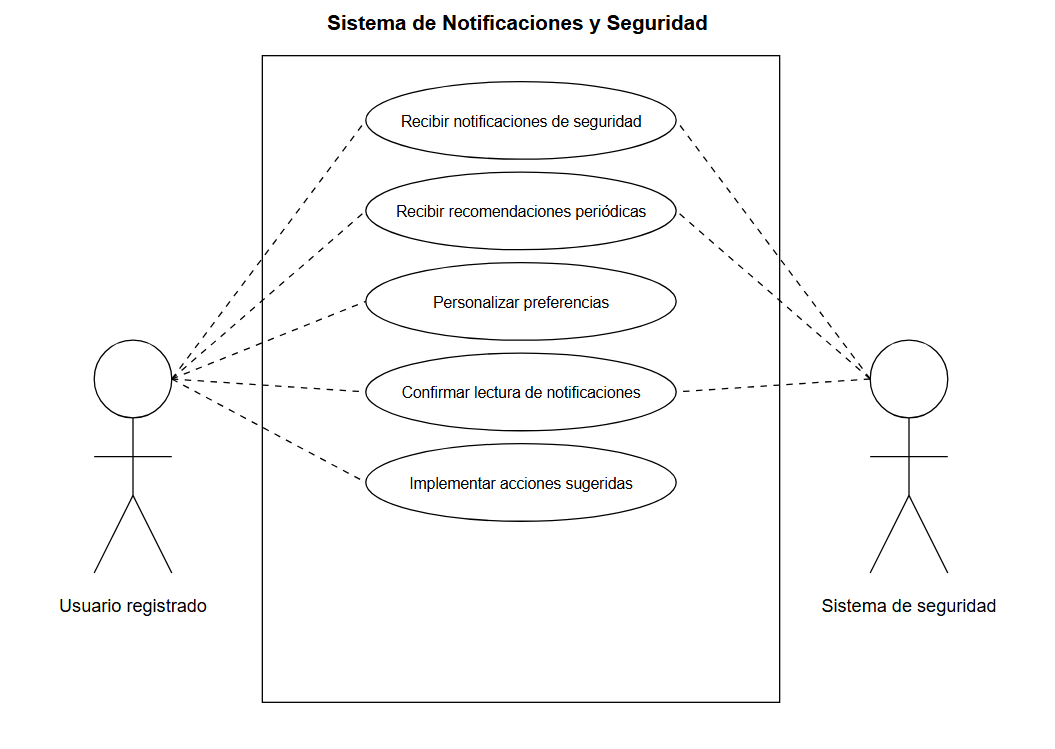 Sistema de Notificaciones y Seguridad
Recibir notificaciones de seguridad
Recibir recomendaciones periódicas
Personalizar preferencias
Confirmar lectura de notificaciones
Implementar acciones sugeridas
Usuario registrado
Sistema de seguridad